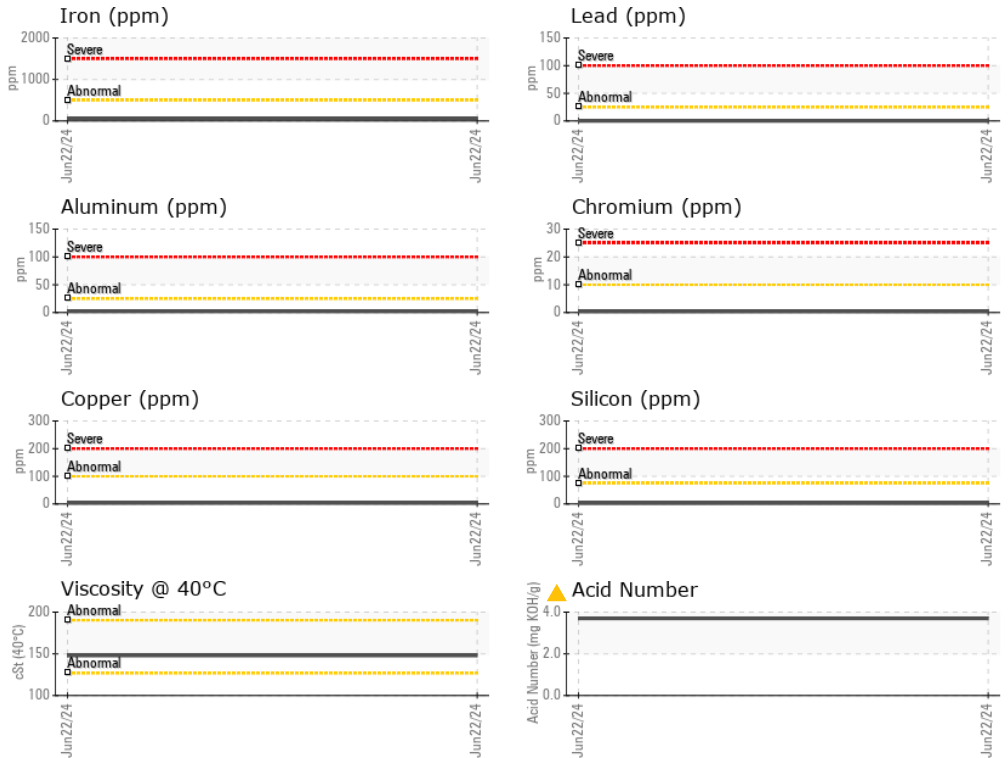 Iron (ppm)
2000
1000
0
ppm
Severe
Abnormal
Jun22/24
Jun22/24
Lead (ppm)
150
100
50
0
ppm
Severe
Abnormal
Jun22/24
Jun22/24
Aluminum (ppm)
150
100
50
0
ppm
Severe
Abnormal
Jun22/24
Jun22/24
Chromium (ppm)
30
20
10
0
ppm
Severe
Abnormal
Jun22/24
Jun22/24
Copper (ppm)
300
200
100
0
ppm
Severe
Abnormal
Jun22/24
Jun22/24
Silicon (ppm)
300
200
100
0
ppm
Severe
Abnormal
Jun22/24
Jun22/24
Viscosity @ 40°C
200
150
100
cSt (40°C)
Abnormal
Abnormal
Jun22/24
Jun22/24
Acid Number
4.0
2.0
0.0
Acid Number (mg KOH/g)
Jun22/24
Jun22/24